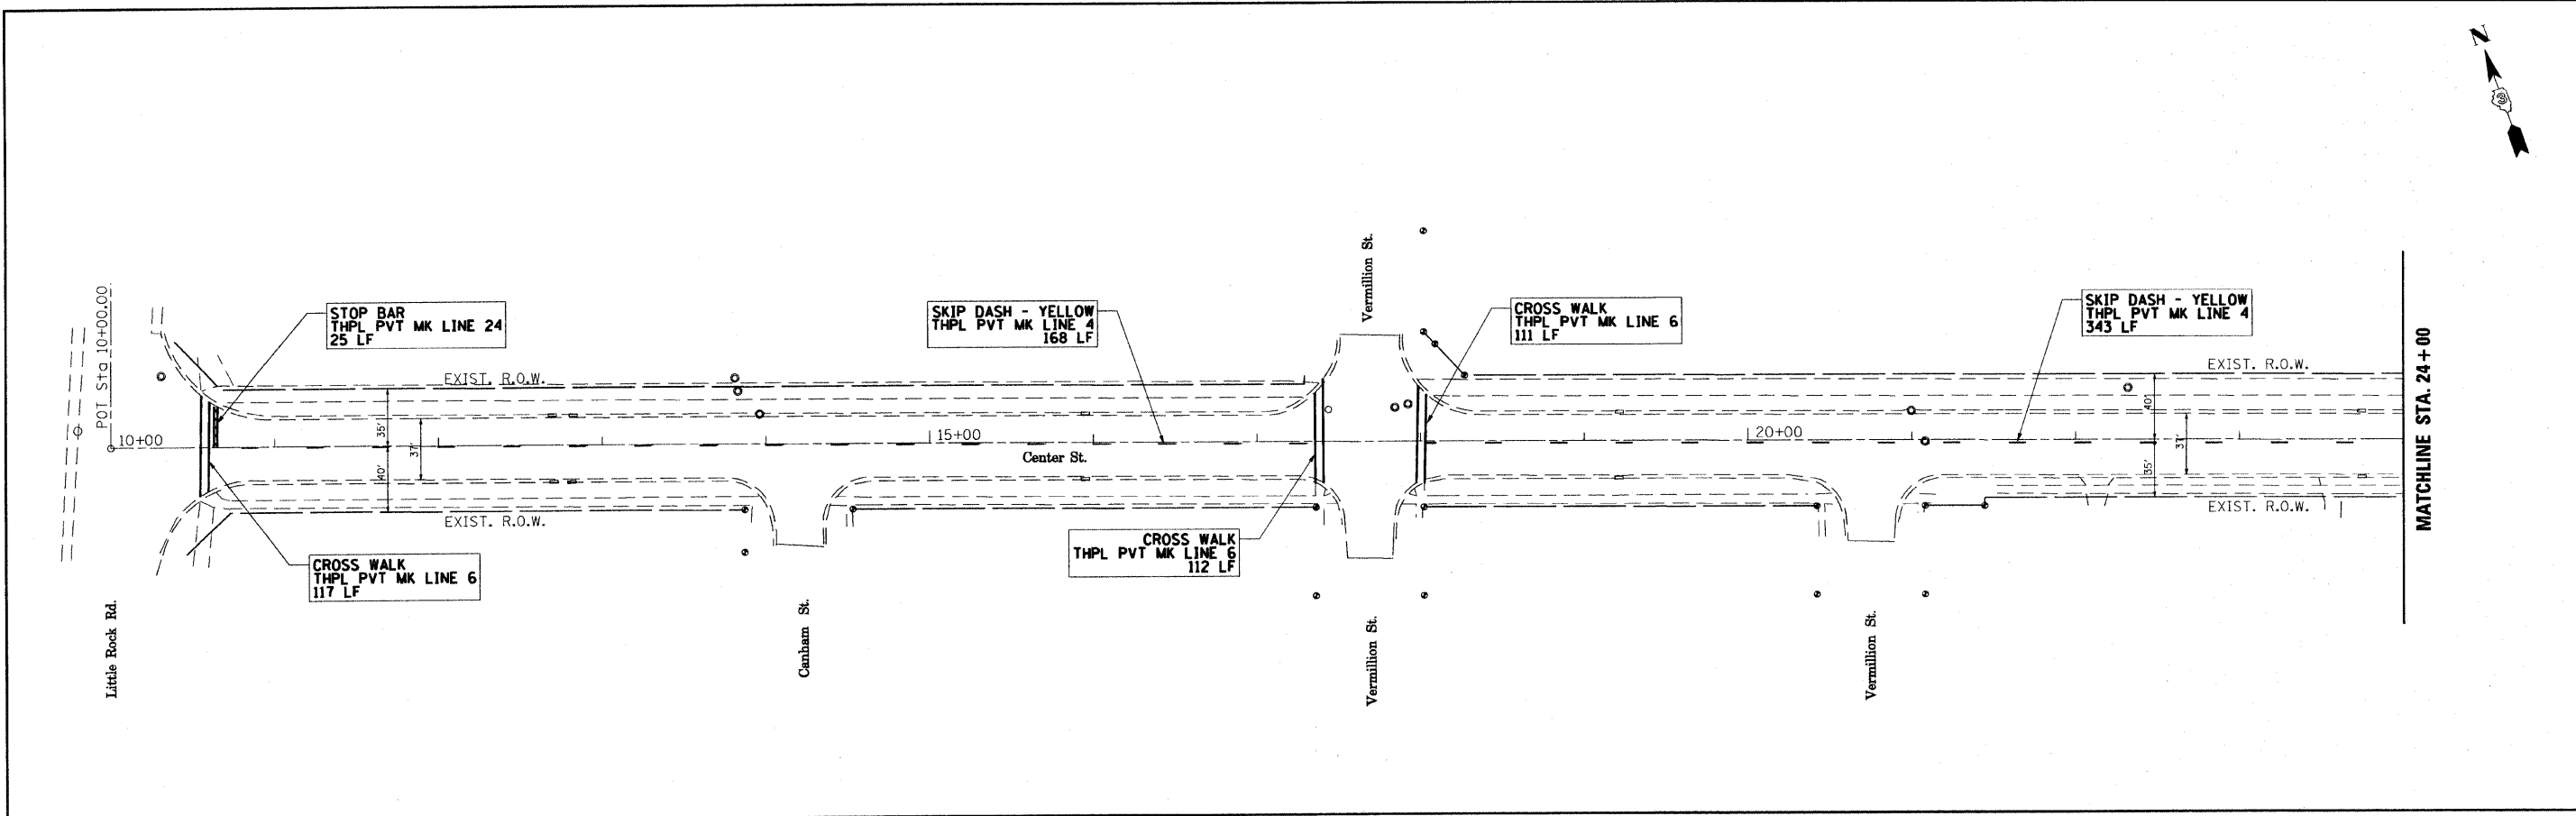 N
POT Sta 10+00.00
STOP BAR
THPL PVT MK LINE 24
25 LF
SKIP DASH - YELLOW
THPL PVT MK LINE 4
168 LF
Vermillion St.
CROSS WALK
THPL PVT MK LINE 6
111 LF
SKIP DASH - YELLOW
THPL PVT MK LINE 4
343 LF
MATCHLINE STA. 24+00
EXIST. R.O.W.
EXIST. R.O.W.
10+00
35'
37'
40'
15+00
Center St.
20+00
40'
37'
35'
EXIST. R.O.W.
EXIST. R.O.W.
CROSS WALK
THPL PVT MK LINE 6
117 LF
CROSS WALK
THPL PVT MK LINE 6
112 LF
Little Rock Rd.
Canham St.
Vermillion St.
Vermillion St.